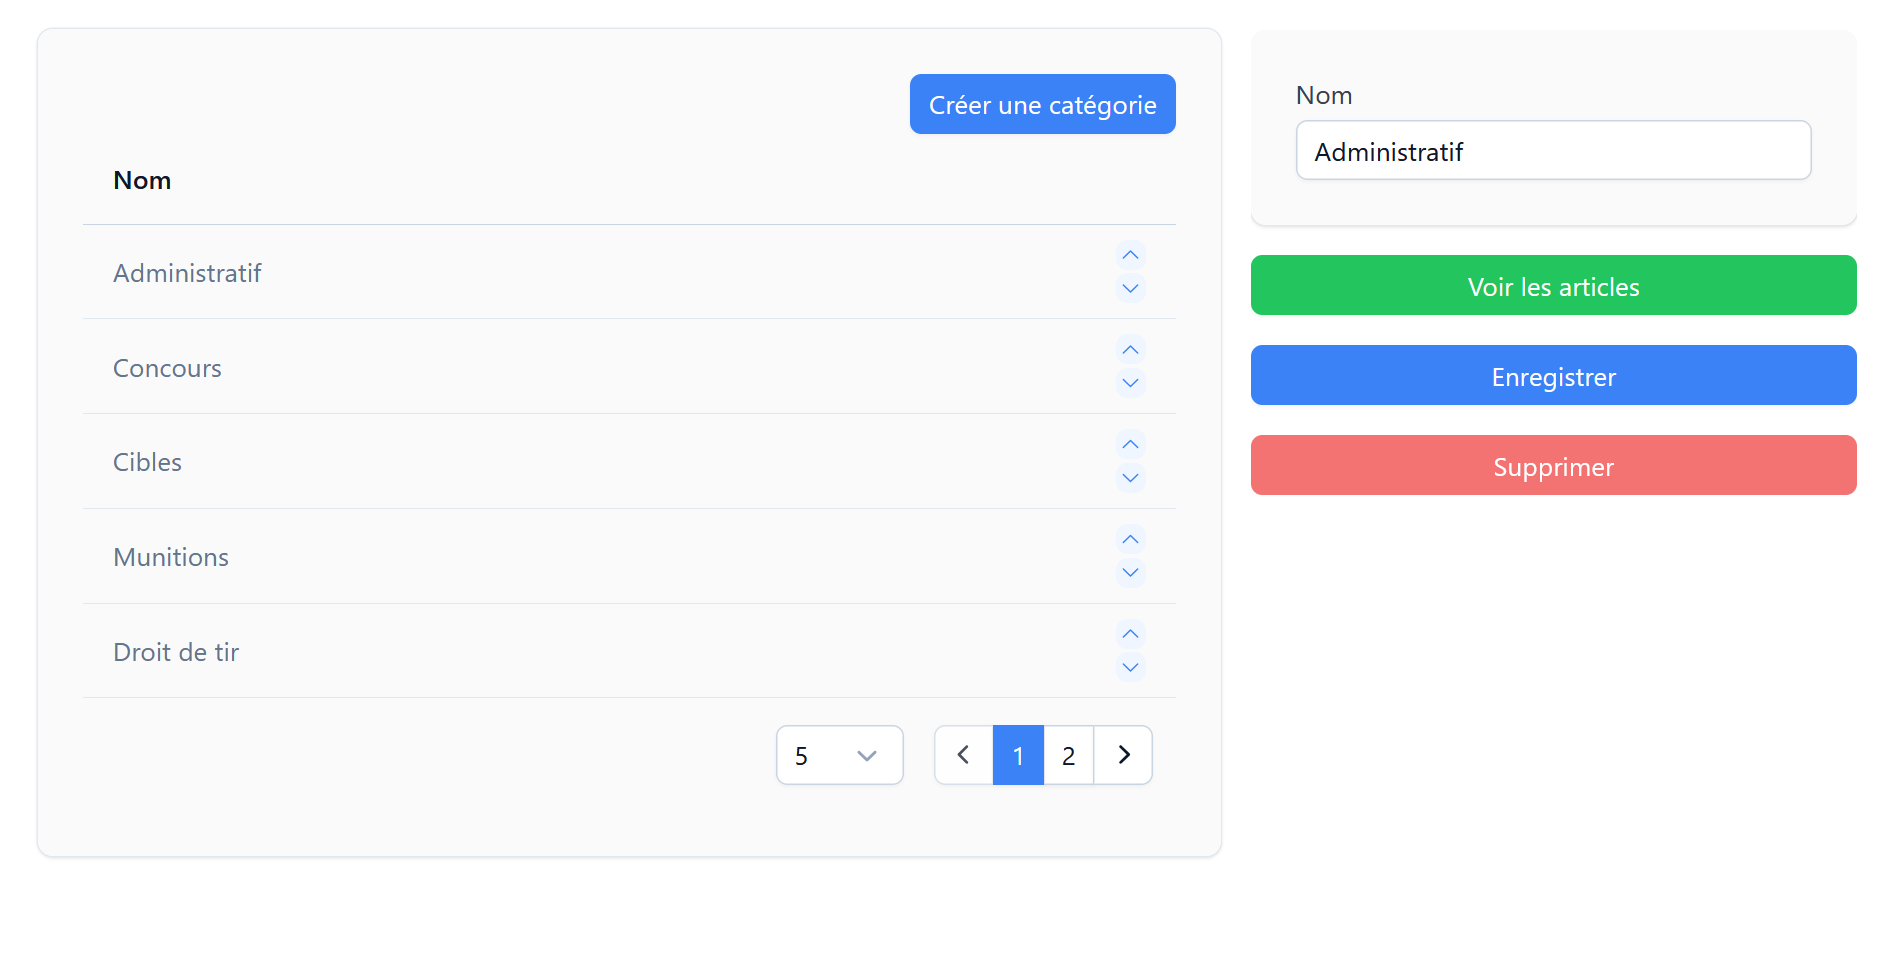 Créer une catégorie
Nom
Administratif
Concours
Cibles
Munitions
Droit de tir
5
1
2
Nom
Administratif
Voir les articles
Enregistrer
Supprimer